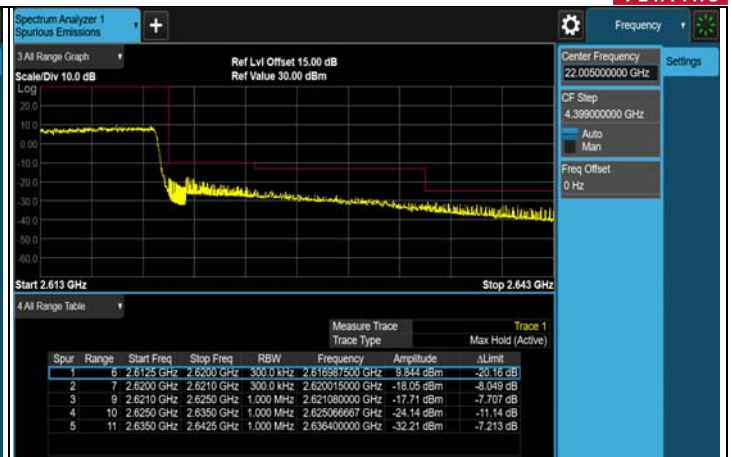 Spectrum Analyzer 1
Spurious Emissions
+
Frequency
3 All Range Graph
Scale/Div 10.0 dB
Ref Lvl Offset 15.00 dB
Ref Value 30.00 dBm
Log
20.0
10.0
0.00
-10.0
-20.0
-30.0
-40.0
-50.0
-60.0
Start 2.613 GHz
Stop 2.643 GHz
Center Frequency
22.005000000 GHz
Settings
CF Step
4.399000000 GHz
Auto
Man
Freq Offset
0 Hz
4 All Range Table
Measure Trace Trace 1
Trace Type Max Hold (Active)
Spur Range Start Freq Stop Freq RBW Frequency Amplitude ΔLimit
1 6 2.6125 GHz 2.6200 GHz 300.0 kHz 2.616987500 GHz 9.844 dBm -20.16 dB
2 7 2.6200 GHz 2.6210 GHz 300.0 kHz 2.620015000 GHz -18.05 dBm -8.049 dB
3 9 2.6210 GHz 2.6250 GHz 1.000 MHz 2.621080000 GHz -17.71 dBm -7.707 dB
4 10 2.6250 GHz 2.6350 GHz 1.000 MHz 2.625066667 GHz -24.14 dBm -11.14 dB
5 11 2.6350 GHz 2.6425 GHz 1.000 MHz 2.636400000 GHz -32.21 dBm -7.213 dB